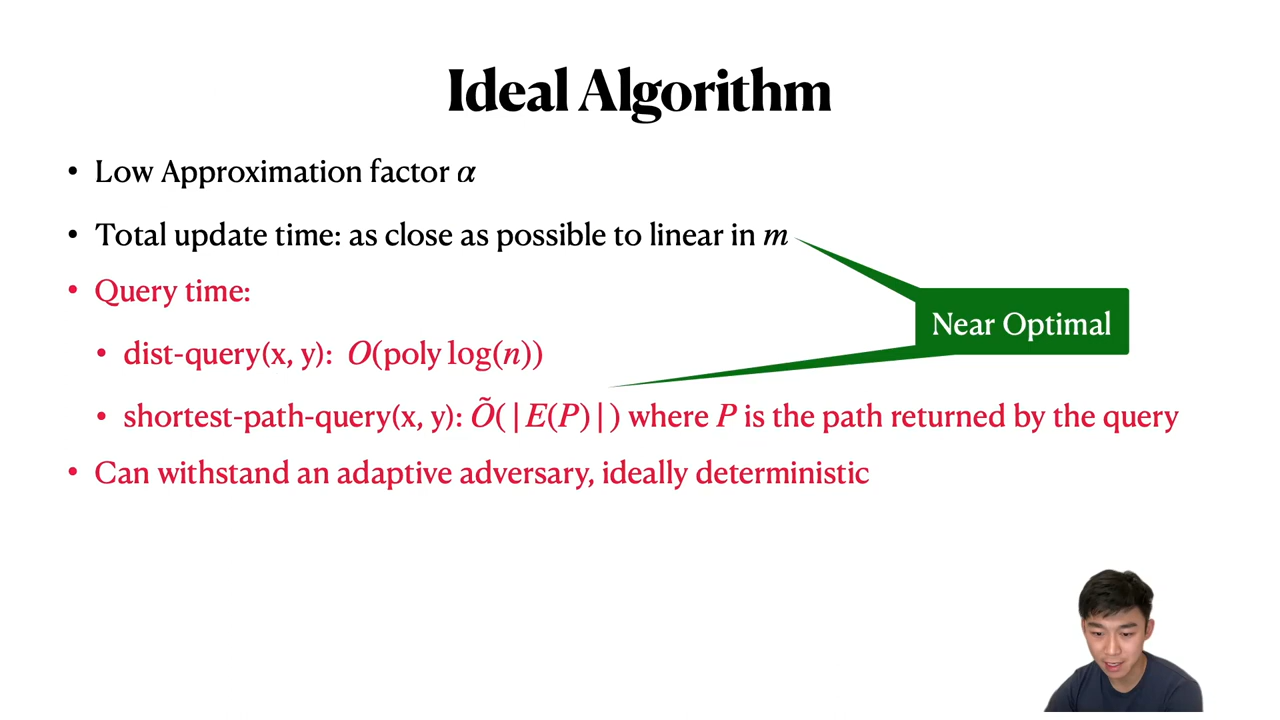 Ideal Algorithm
• Low Approximation factor α
• Total update time: as close as possible to linear in m
• Query time:
Near Optimal
• dist-query(x, y): O(poly log(n))
• shortest-path-query(x, y): Õ(|E(P)|) where P is the path returned by the query
• Can withstand an adaptive adversary, ideally deterministic